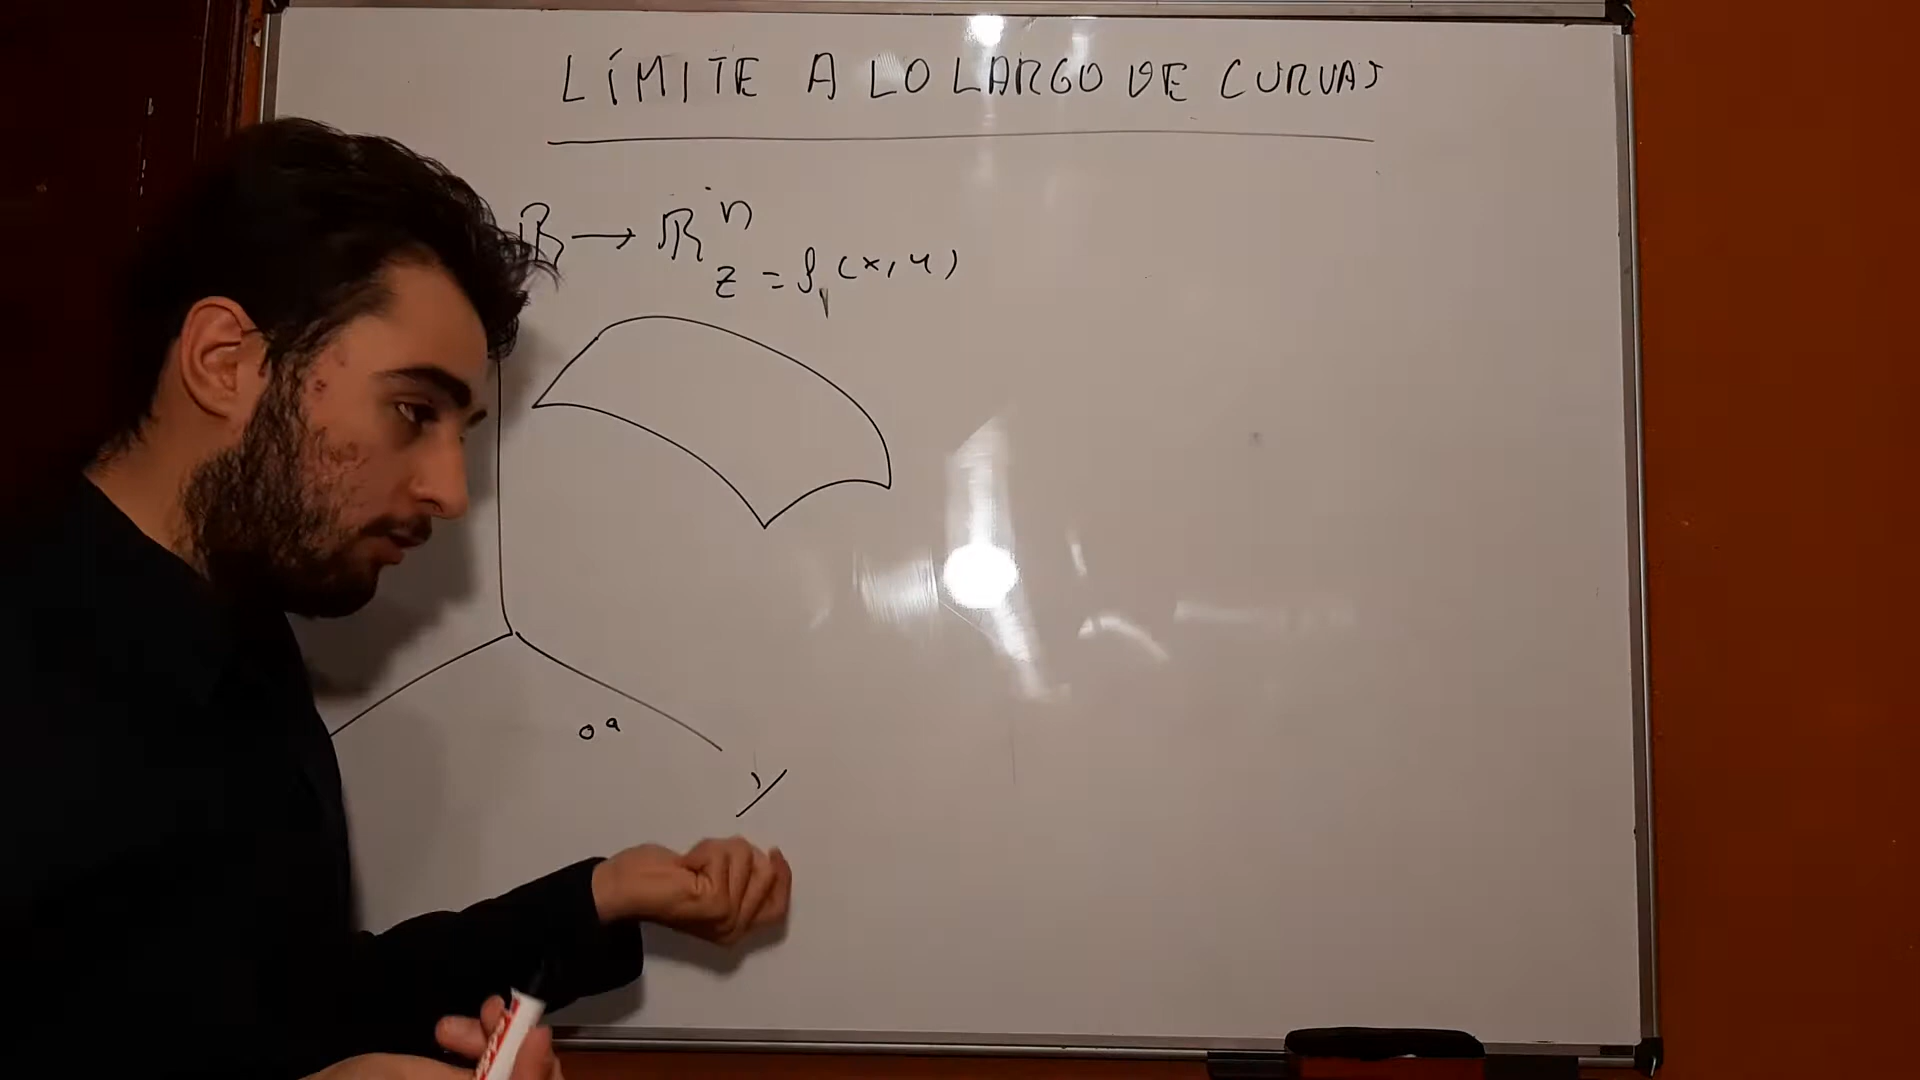 LÍMITE A LO LARGO DE CURVAS
ℝ → ℝⁿ
z = f(x, y)
a
y